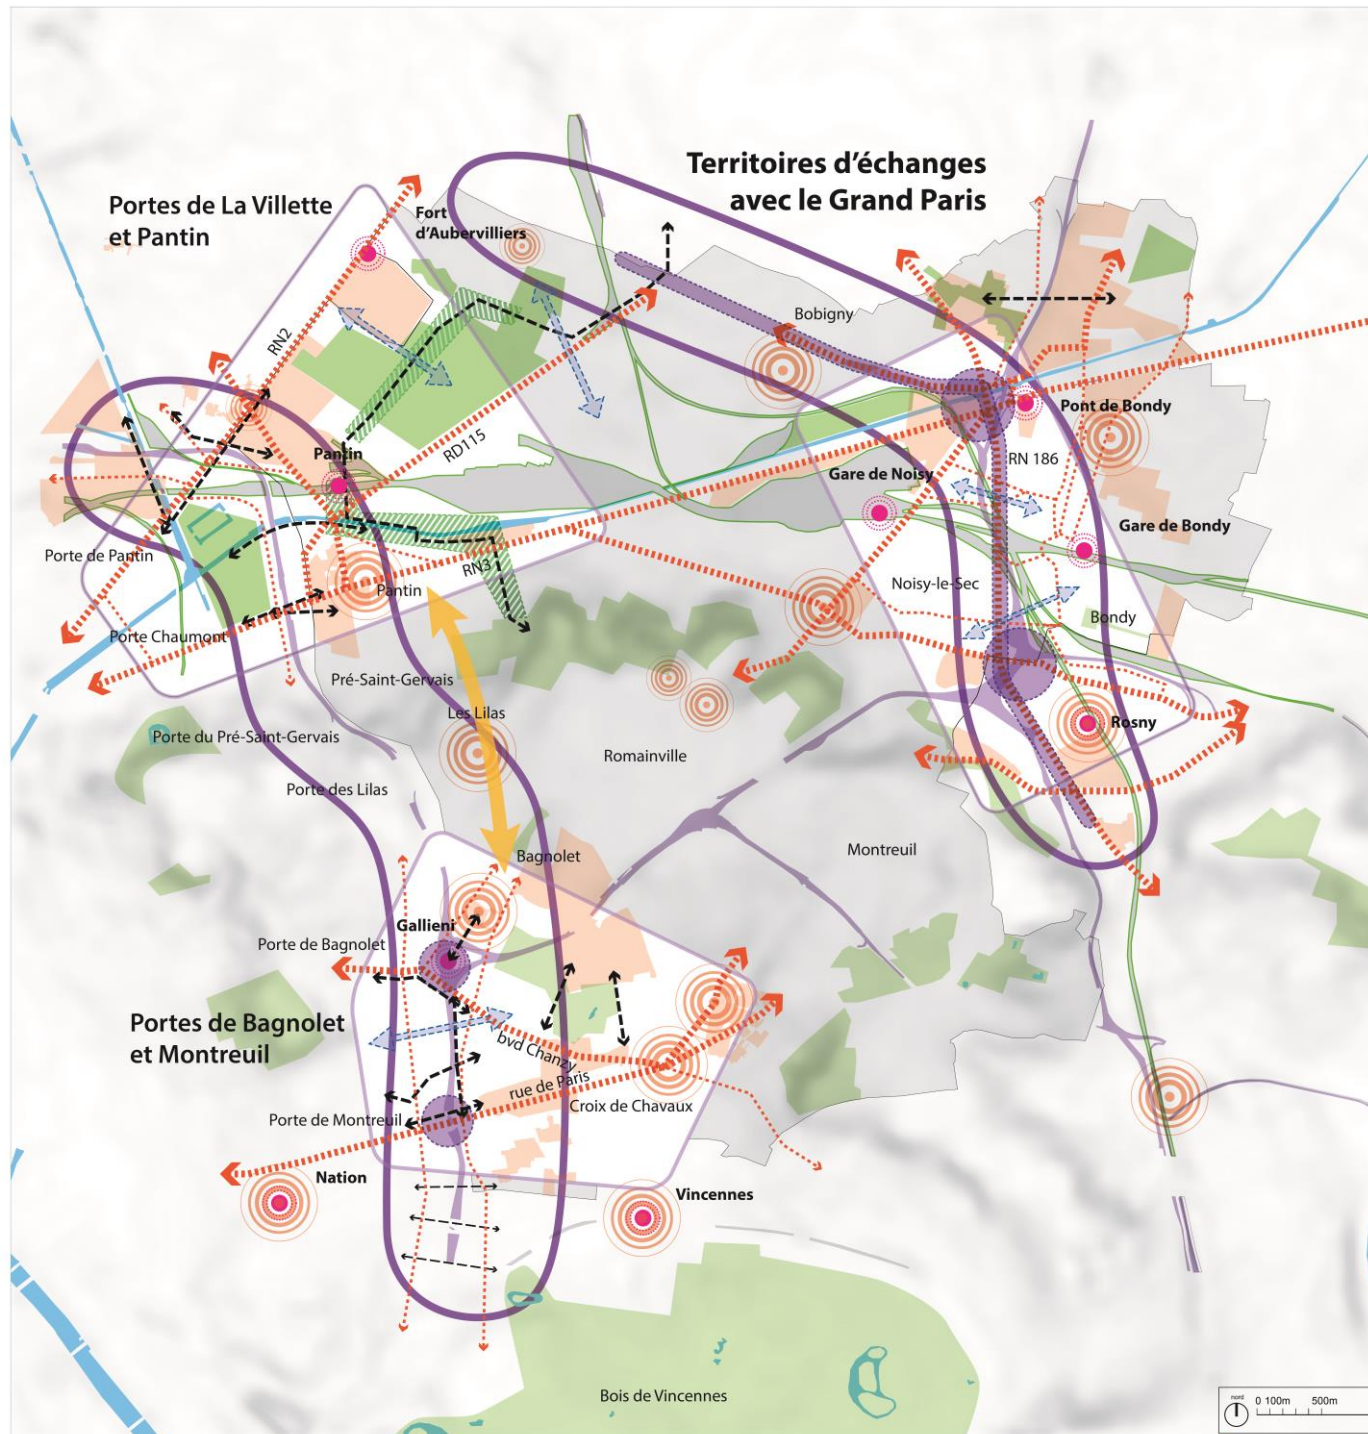 Territoires d'échanges
avec le Grand Paris
Portes de La Villette
et Pantin
Fort
d'Aubervilliers
Bobigny
RN2
Pont de Bondy
RD115
Pantin
RN 186
Gare de Noisy
Gare de Bondy
Porte de Pantin
RN3
Pantin
Noisy-le-Sec
Bondy
Porte Chaumont
Pré-Saint-Gervais
Les Lilas
Rosny
Porte du Pré-Saint-Gervais
Romainville
Porte des Lilas
Bagnolet
Montreuil
Gallieni
Porte de Bagnolet
Portes de Bagnolet
et Montreuil
bvd Chanzy
rue de Paris
Croix de Chavaux
Porte de Montreuil
Nation
Vincennes
Bois de Vincennes
nord
0 100m 500m